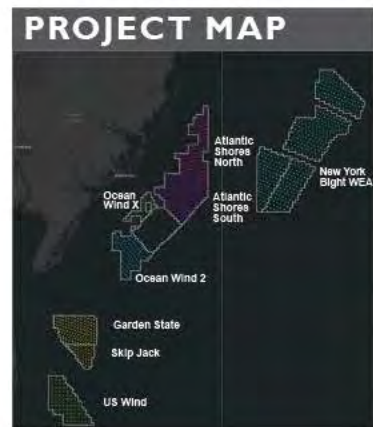 PROJECT MAP
Atlantic
Shores
North
New York
Bight WEA
Ocean
Wind X
Atlantic
Shores
South
Ocean Wind 2
Garden State
Skip Jack
US Wind